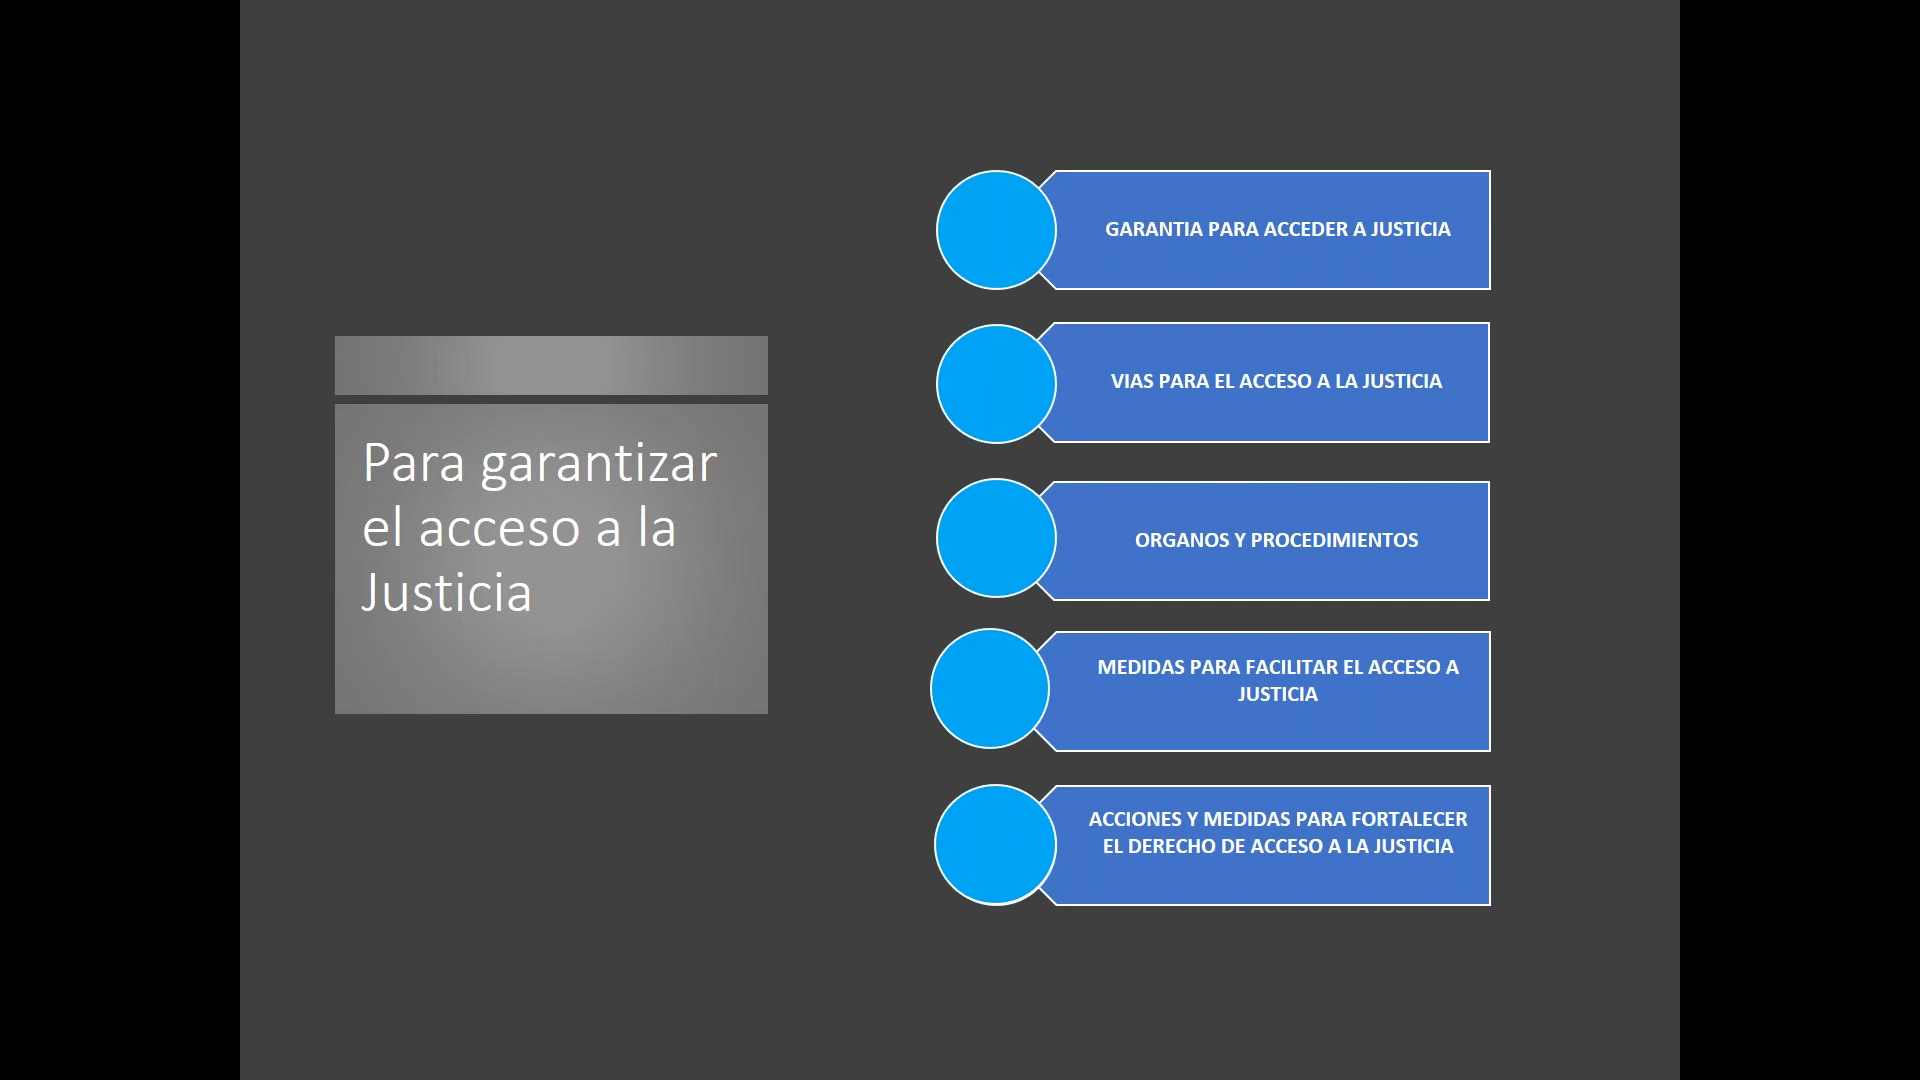 Para garantizar
el acceso a la
Justicia
GARANTIA PARA ACCEDER A JUSTICIA
VIAS PARA EL ACCESO A LA JUSTICIA
ORGANOS Y PROCEDIMIENTOS
MEDIDAS PARA FACILITAR EL ACCESO A
JUSTICIA
ACCIONES Y MEDIDAS PARA FORTALECER
EL DERECHO DE ACCESO A LA JUSTICIA